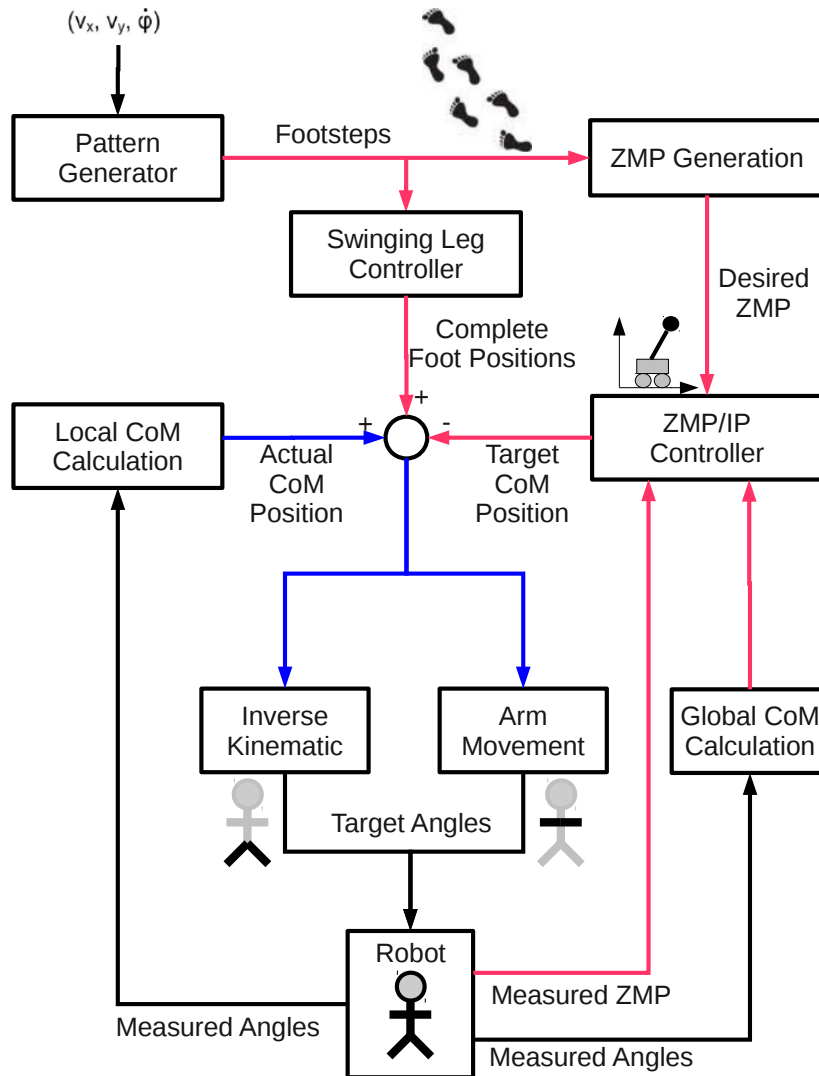 (vx, vy, φ̇)
Pattern
Generator
Footsteps
ZMP Generation
Swinging Leg
Controller
Desired
ZMP
Complete
Foot Positions
+
+
-
Local CoM
Calculation
Actual
CoM
Position
Target
CoM
Position
ZMP/IP
Controller
Inverse
Kinematic
Arm
Movement
Global CoM
Calculation
Target Angles
Robot
Measured Angles
Measured ZMP
Measured Angles